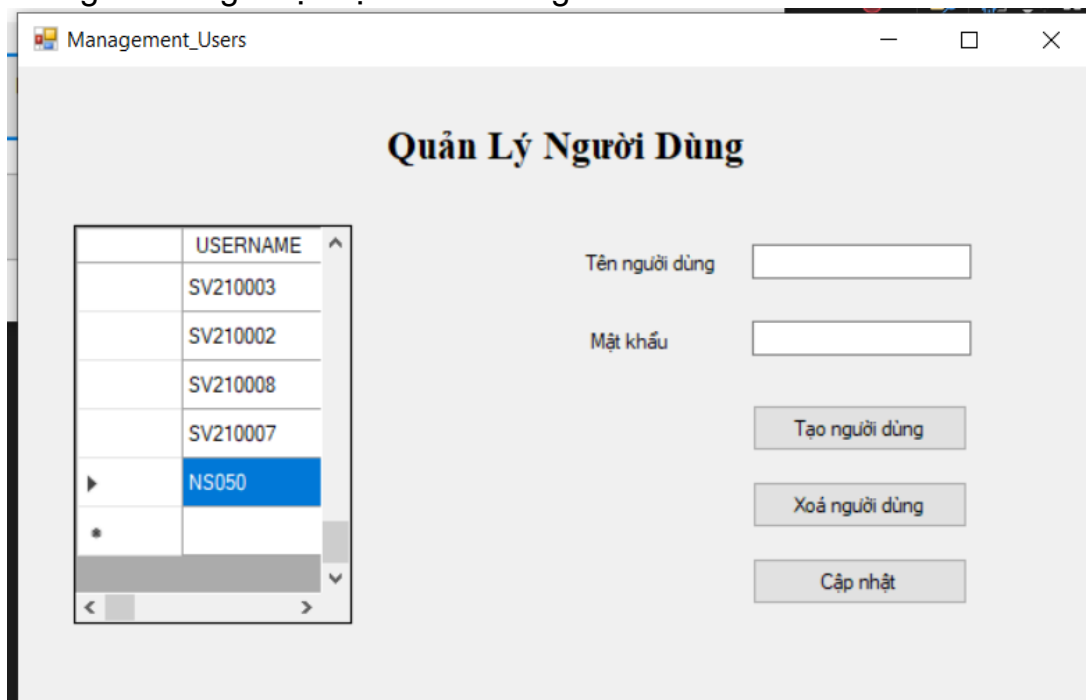 Management_Users
Quản Lý Người Dùng
USERNAME
SV210003
SV210002
SV210008
SV210007
NS050
Tên người dùng
Mật khẩu
Tạo người dùng
Xoá người dùng
Cập nhật